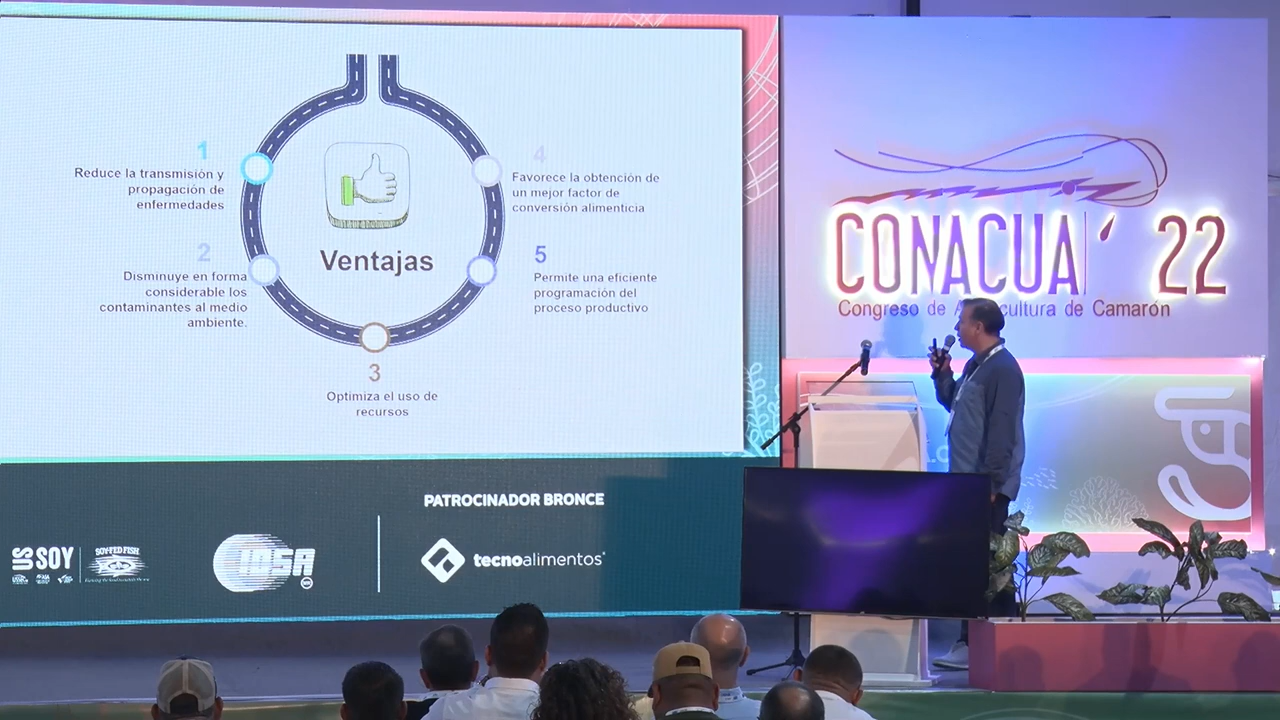 1
Reduce la transmisión y
propagación de
enfermedades
2
Disminuye en forma
considerable los
contaminantes al medio
ambiente.
3
Optimiza el uso de
recursos
4
Favorece la obtención de
un mejor factor de
conversión alimenticia
5
Permite una eficiente
programación del
proceso productivo
Ventajas
CONACUA' 22
Congreso de cultura de Camarón
PATROCINADOR BRONCE
US SOY
SOY-FED FISH
IDSA
tecnoalimentos